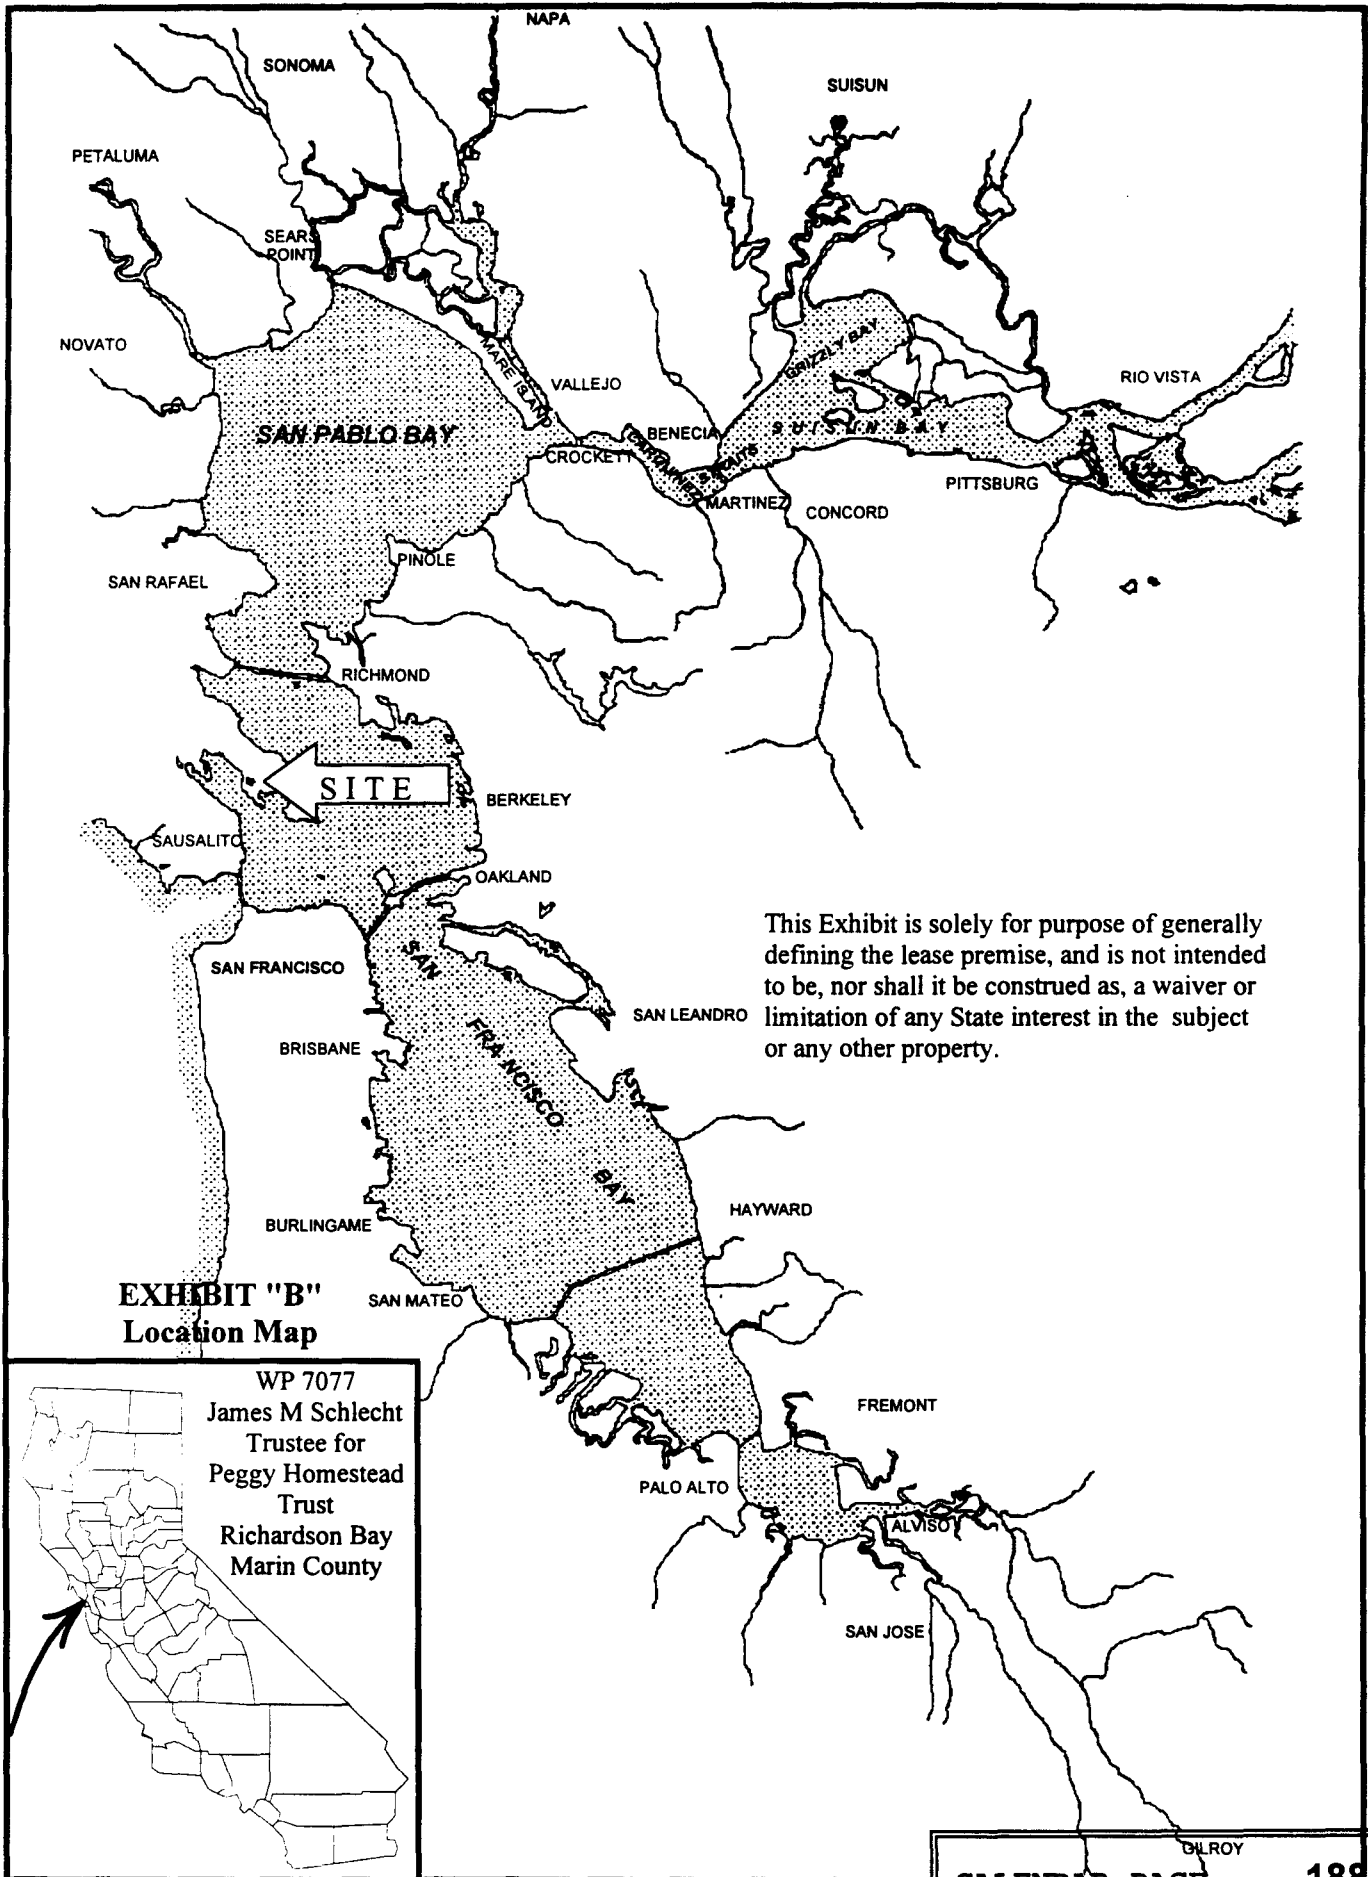 NAPA
SONOMA
SUISUN
PETALUMA
SEARS
POINT
NOVATO
MARE ISLAND
VALLEJO
GRIZZLY BAY
RIO VISTA
SAN PABLO BAY
BENECIA
SUISUN BAY
CROCKETT
CARQUINEZ STRAITS
PITTSBURG
MARTINEZ
CONCORD
PINOLE
SAN RAFAEL
RICHMOND
SITE
BERKELEY
SAUSALITO
OAKLAND
SAN FRANCISCO
SAN
FRANCISCO
BAY
This Exhibit is solely for purpose of generally
defining the lease premise, and is not intended
to be, nor shall it be construed as, a waiver or
limitation of any State interest in the subject
or any other property.
SAN LEANDRO
BRISBANE
HAYWARD
BURLINGAME
SAN MATEO
EXHIBIT "B"
Location Map
WP 7077
James M Schlecht
Trustee for
Peggy Homestead
Trust
Richardson Bay
Marin County
FREMONT
PALO ALTO
ALVISO
SAN JOSE
GILROY
CALENDAR PAGE